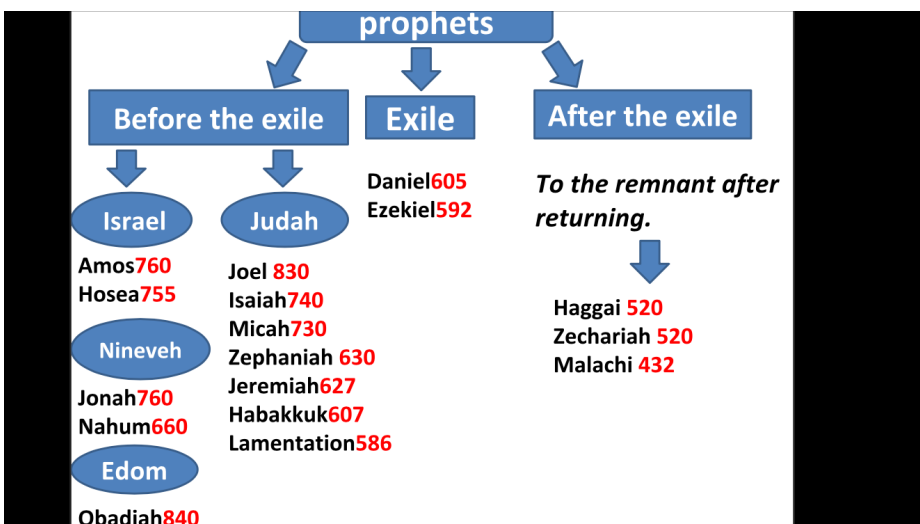 prophets
Before the exile
Exile
After the exile
Israel
Amos760
Hosea755
Nineveh
Jonah760
Nahum660
Edom
Obadiah840
Judah
Joel 830
Isaiah740
Micah730
Zephaniah 630
Jeremiah627
Habakkuk607
Lamentation586
Daniel605
Ezekiel592
To the remnant after
returning.
Haggai 520
Zechariah 520
Malachi 432